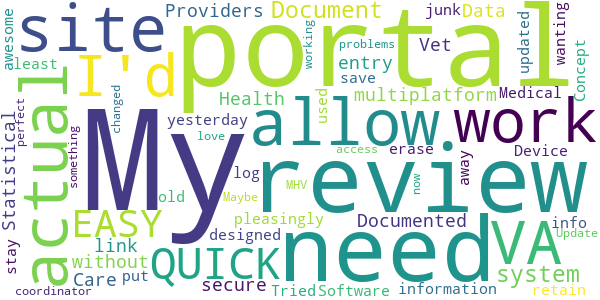 awesome
Providers
Document
junk
Data
wanting
site
portal
working
problems
updated
Concept
least
I'd
Vet
save
entry
actual
Health
used
multiplatform
Medical
My
allow
work
yesterday
erase
Device
perfect
changed
love
access
review
away
something
Statistical
log
MHV
now
EASY
old
pleasingly
Documented
VA
info
stay
link
without
designed
need
system
Update
Care
put
QUICK
secure
Maybe
Tried
Software
information
retain
coordinator